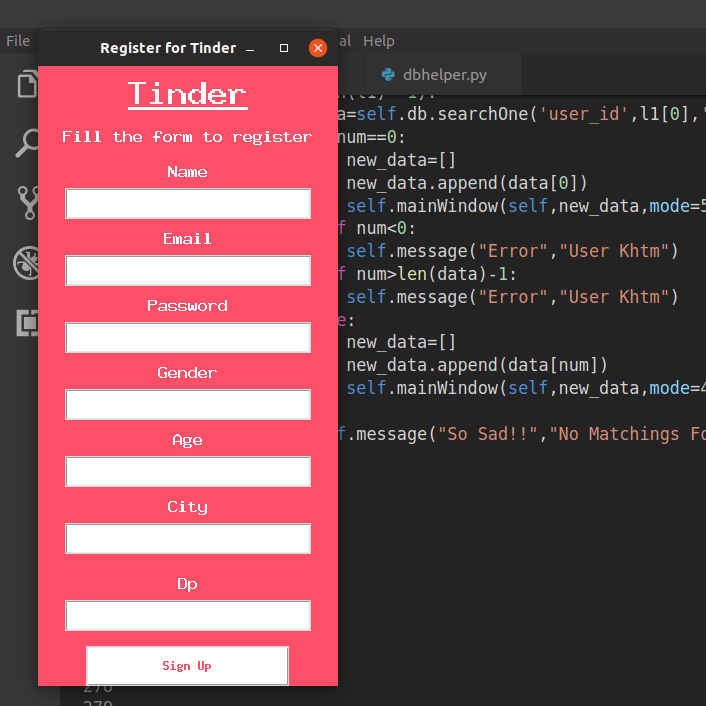 File
al Help
Register for Tinder
dbhelper.py
Tinder
Fill the form to register
Name
Email
Password
Gender
Age
City
Dp
Sign Up
a=self.db.searchOne('user_id',l1[0],'
num==0:
new_data=[]
new_data.append(data[0])
self.mainWindow(self,new_data,mode=5
f num<0:
self.message("Error","User Khtm")
f num>len(data)-1:
self.message("Error","User Khtm")
e:
new_data=[]
new_data.append(data[num])
self.mainWindow(self,new_data,mode=4
f.message("So Sad!!","No Matchings Fo
278